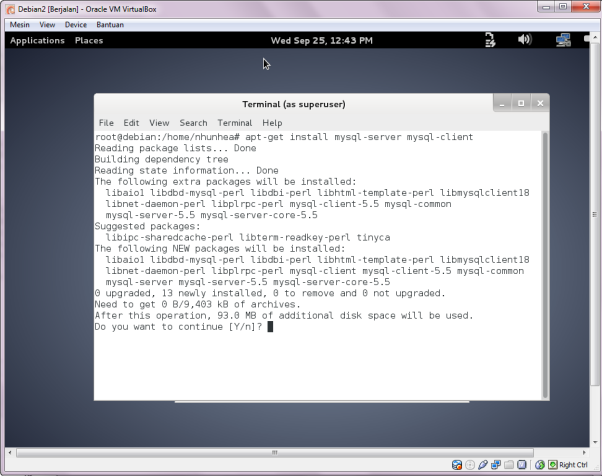 Debian2 [Berjalan] - Oracle VM VirtualBox
Mesin View Device Bantuan
Applications Places Wed Sep 25, 12:43 PM
Terminal (as superuser)
File Edit View Search Terminal Help
root@debian:/home/nhunhea# apt-get install mysql-server mysql-client
Reading package lists... Done
Building dependency tree
Reading state information... Done
The following extra packages will be installed:
libaio1 libdbd-mysql-perl libdbi-perl libhtml-template-perl libmysqlclient18
libnet-daemon-perl libplrpc-perl mysql-client-5.5 mysql-common
mysql-server-5.5 mysql-server-core-5.5
Suggested packages:
libipc-sharedcache-perl libterm-readkey-perl tinyca
The following NEW packages will be installed:
libaio1 libdbd-mysql-perl libdbi-perl libhtml-template-perl libmysqlclient18
libnet-daemon-perl libplrpc-perl mysql-client mysql-client-5.5 mysql-common
mysql-server mysql-server-5.5 mysql-server-core-5.5
0 upgraded, 13 newly installed, 0 to remove and 0 not upgraded.
Need to get 0 B/9,403 kB of archives.
After this operation, 93.0 MB of additional disk space will be used.
Do you want to continue [Y/n]?
Right Ctrl